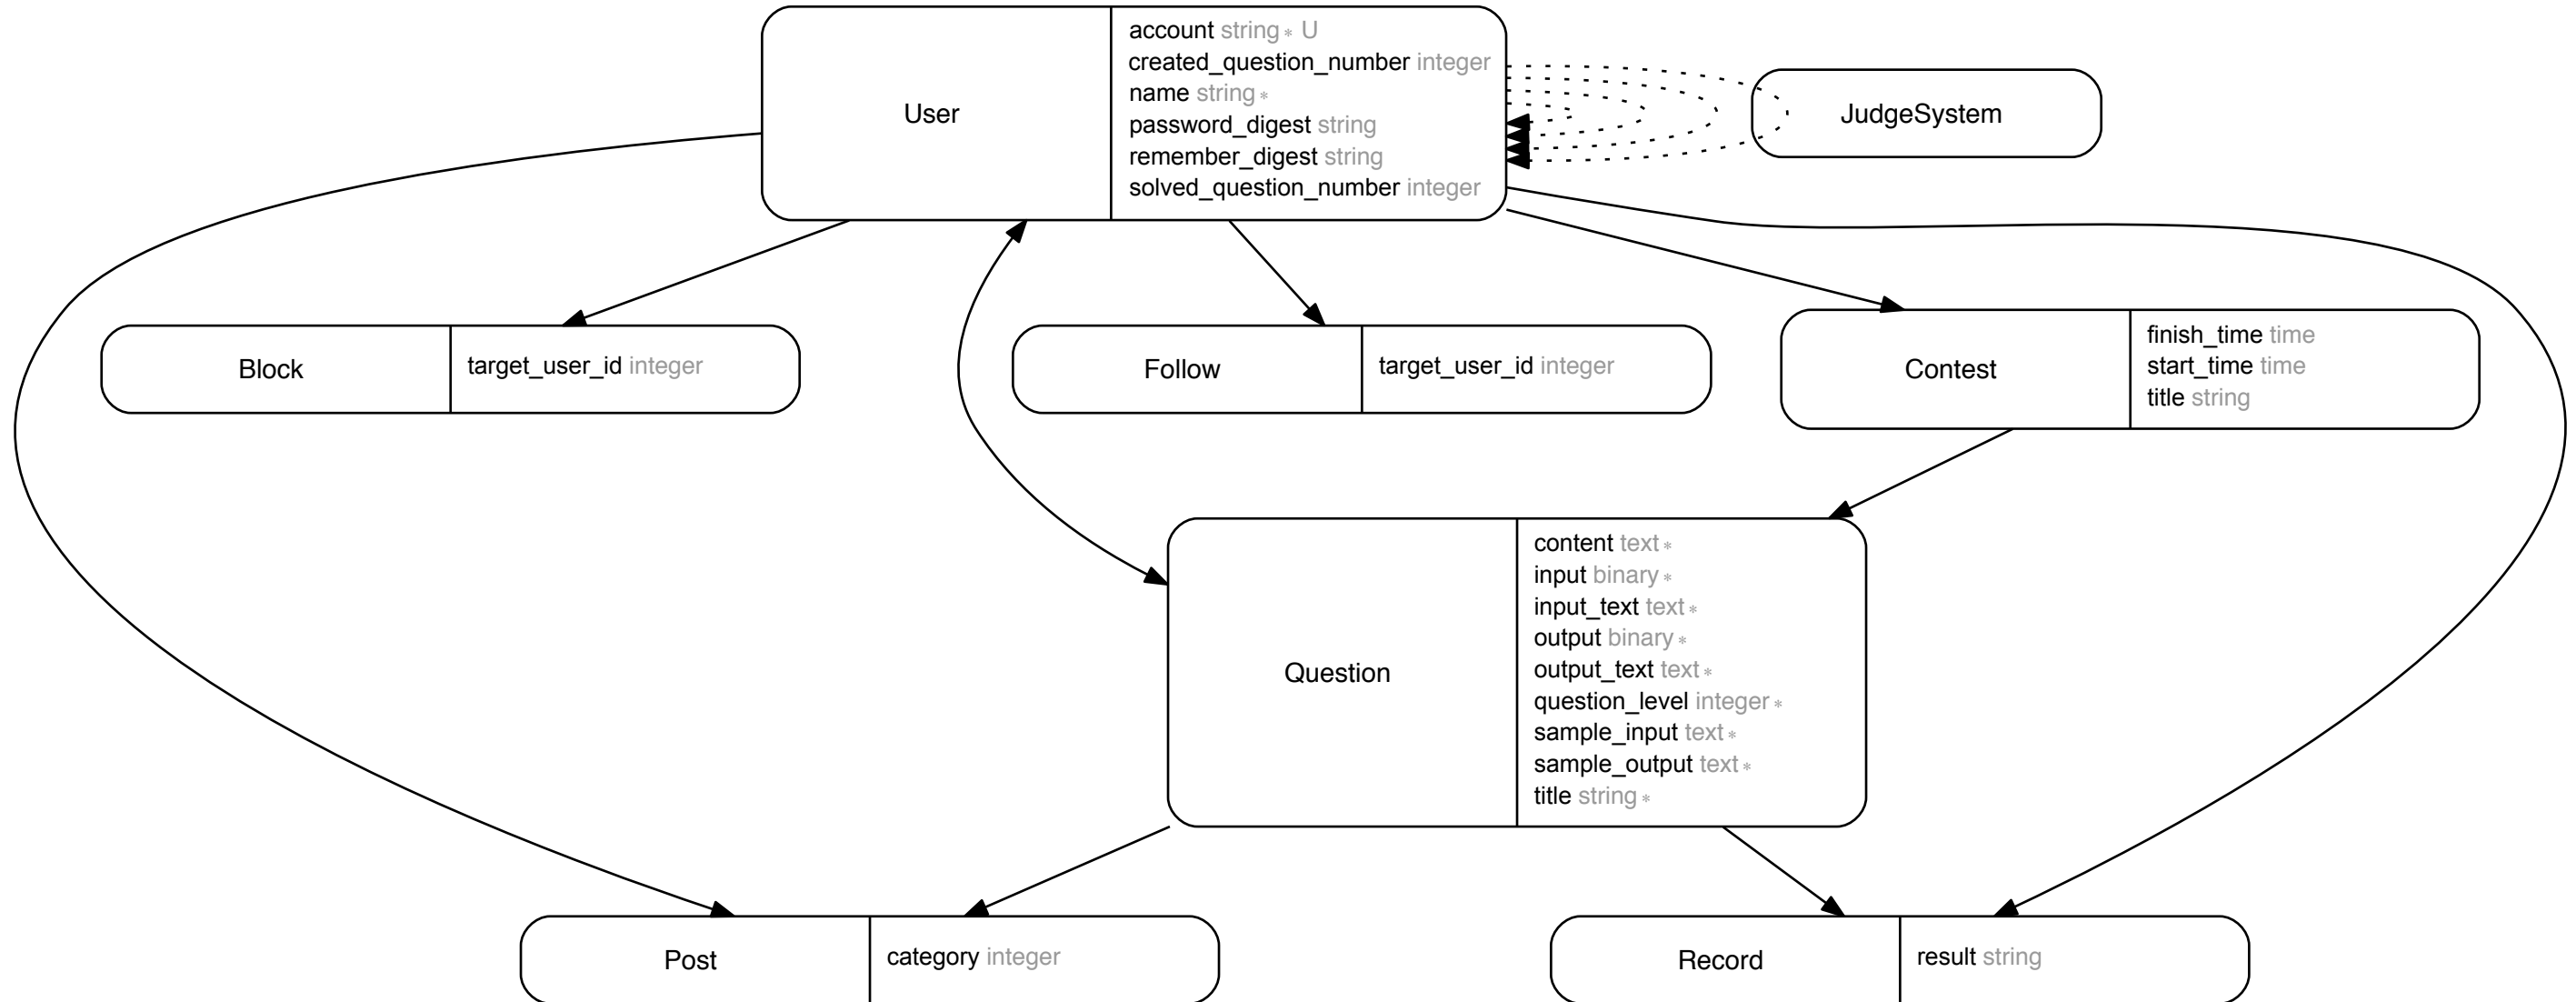 User
account string* U
created_question_number integer
name string*
password_digest string
remember_digest string
solved_question_number integer
JudgeSystem
Block
target_user_id integer
Follow
target_user_id integer
Contest
finish_time time
start_time time
title string
Question
content text*
input binary*
input_text text*
output binary*
output_text text*
question_level integer*
sample_input text*
sample_output text*
title string*
Post
category integer
Record
result string